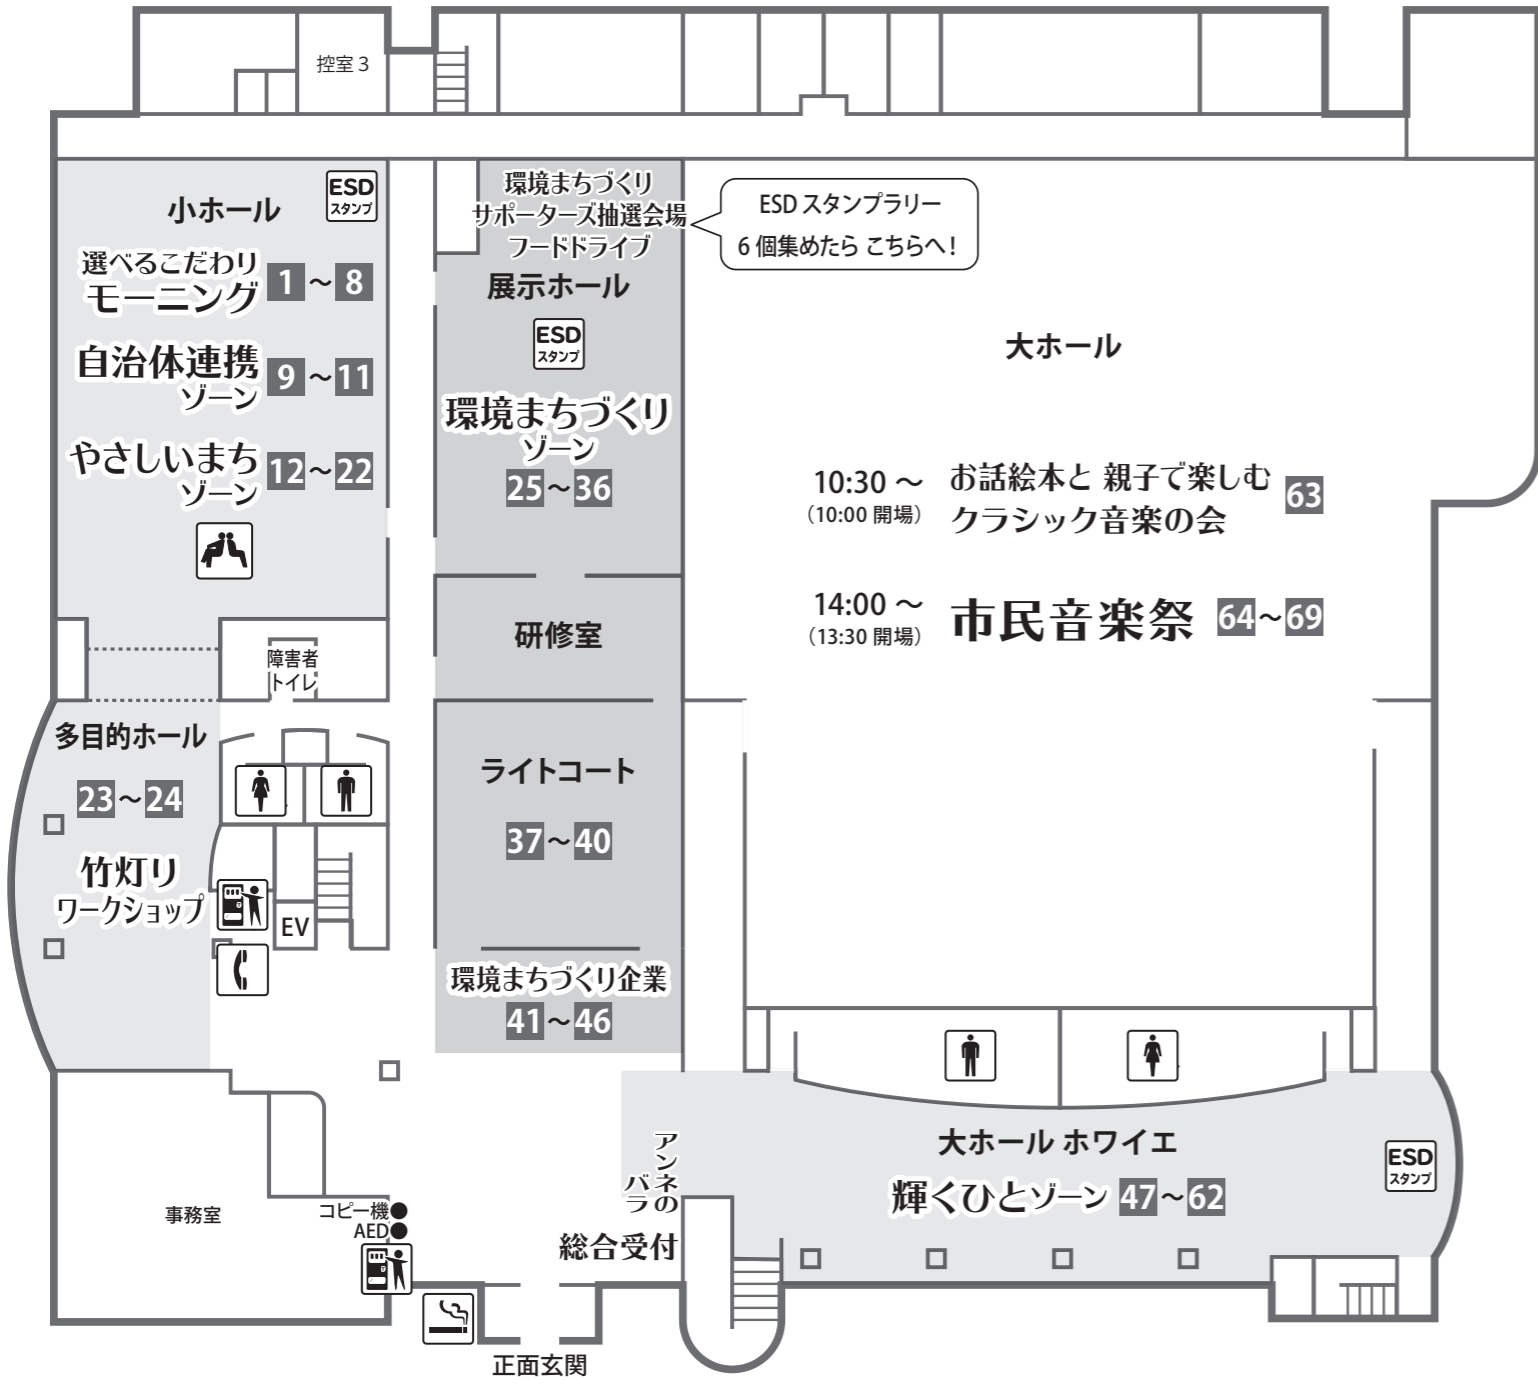 控室 3
小ホール
ESD
スタンプ
選べるこだわり
モーニング 1 ～ 8
自治体連携
ゾーン 9 ～ 11
やさしいまち
ゾーン 12 ～ 22
環境まちづくり
サポーターズ抽選会場
フードドライブ
ESD スタンプラリー
6 個集めたら こちらへ！
展示ホール
ESD
スタンプ
環境まちづくり
ゾーン
25 ～ 36
大ホール
10:30 ～ お話絵本と 親子で楽しむ
（10:00 開場） クラシック音楽の会 63
14:00 ～ 市民音楽祭 64 ～ 69
（13:30 開場）
研修室
障害者
トイレ
多目的ホール
23 ～ 24
竹灯り
ワークショップ
EV
ライトコート
37 ～ 40
環境まちづくり企業
41 ～ 46
大ホール ホワイエ
輝くひとゾーン 47 ～ 62
ESD
スタンプ
アンネの
バラ
総合受付
事務室
コピー機●
AED●
正面玄関